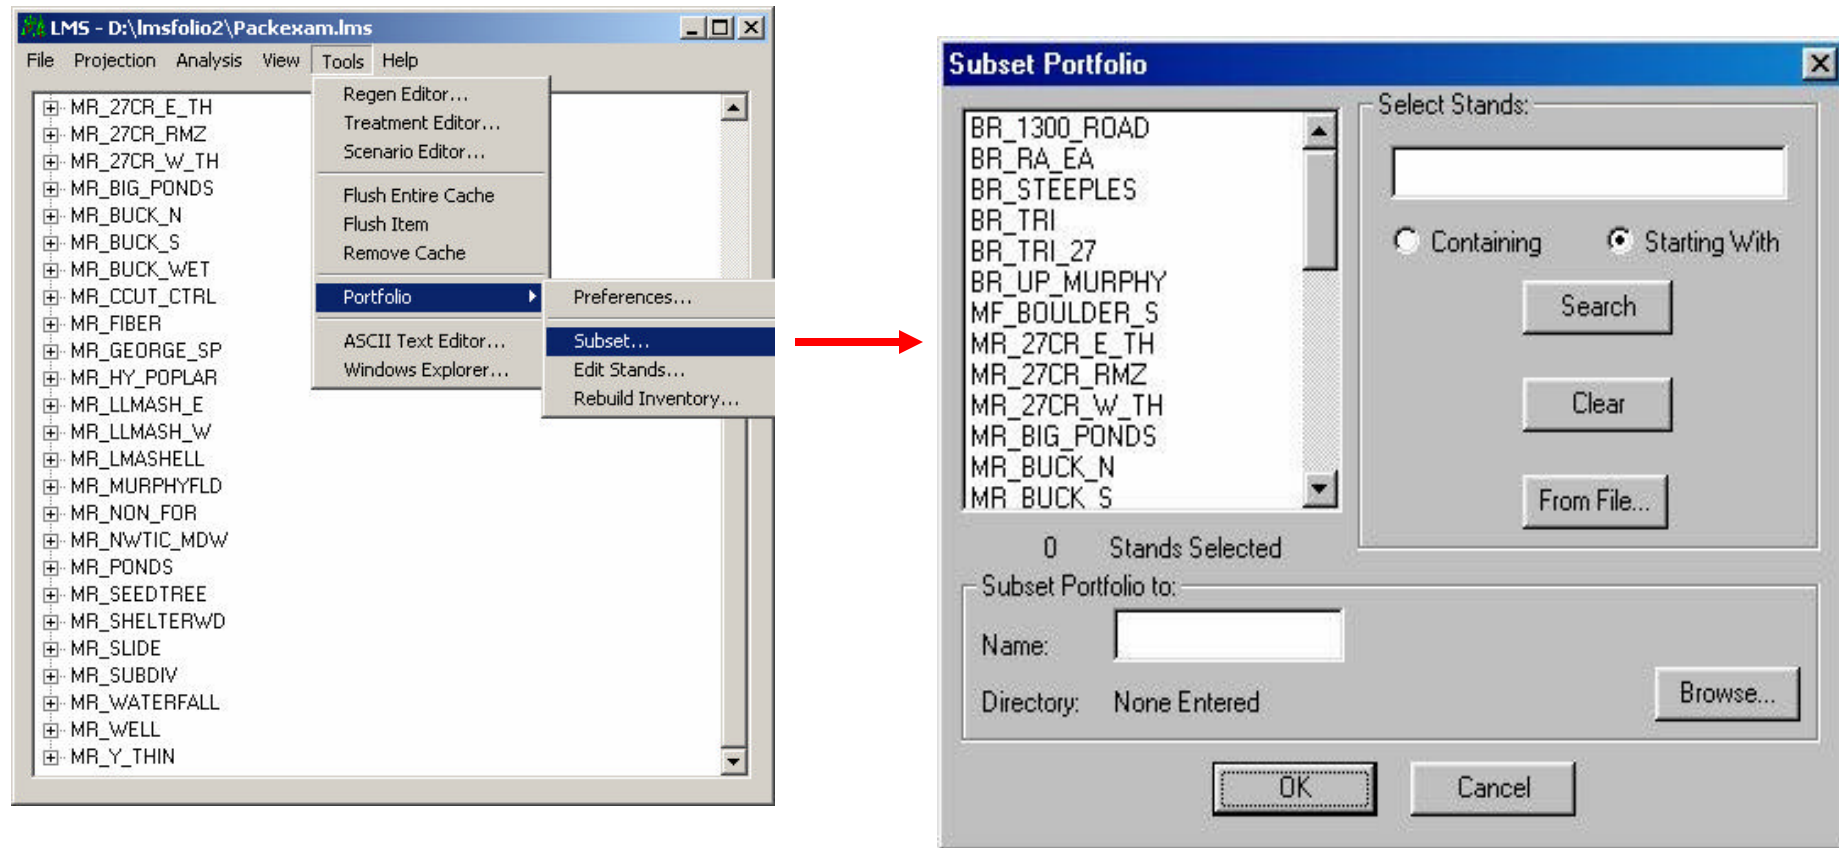 LMS - D:\lmsfolio2\Packexam.lms
File Projection Analysis View Tools Help
MR_27CR_E_TH
MR_27CR_RMZ
MR_27CR_W_TH
MR_BIG_PONDS
MR_BUCK_N
MR_BUCK_S
MR_BUCK_WET
MR_CCUT_CTRL
MR_FIBER
MR_GEORGE_SP
MR_HY_POPLAR
MR_LLMASH_E
MR_LLMASH_W
MR_LMASHELL
MR_MURPHYFLD
MR_NON_FOR
MR_NWTIC_MDW
MR_PONDS
MR_SEEDTREE
MR_SHELTERWD
MR_SLIDE
MR_SUBDIV
MR_WATERFALL
MR_WELL
MR_Y_THIN
Regen Editor...
Treatment Editor...
Scenario Editor...
Flush Entire Cache
Flush Item
Remove Cache
Portfolio
ASCII Text Editor...
Windows Explorer...
Preferences...
Subset...
Edit Stands...
Rebuild Inventory...
Subset Portfolio
BR_1300_ROAD
BR_RA_EA
BR_STEEPLES
BR_TRI
BR_TRI_27
BR_UP_MURPHY
MF_BOULDER_S
MR_27CR_E_TH
MR_27CR_RMZ
MR_27CR_W_TH
MR_BIG_PONDS
MR_BUCK_N
MR_BUCK_S
0 Stands Selected
Select Stands:
Containing Starting With
Search
Clear
From File...
Subset Portfolio to:
Name:
Directory: None Entered
Browse...
OK Cancel